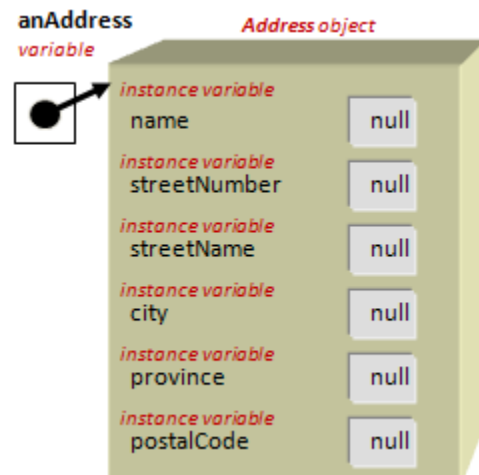 anAddress
variable
Address object
instance variable
name null
instance variable
streetNumber null
instance variable
streetName null
instance variable
city null
instance variable
province null
instance variable
postalCode null